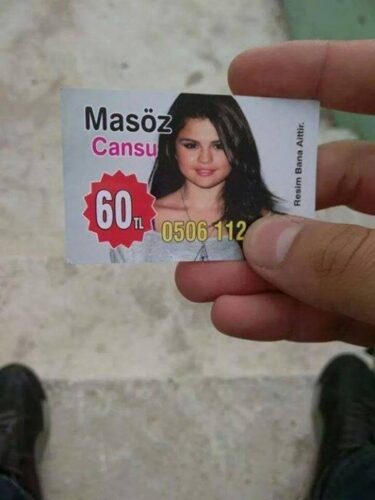 Masöz
Cansu
60 TL
0506 112
Resim Bana Aittir.